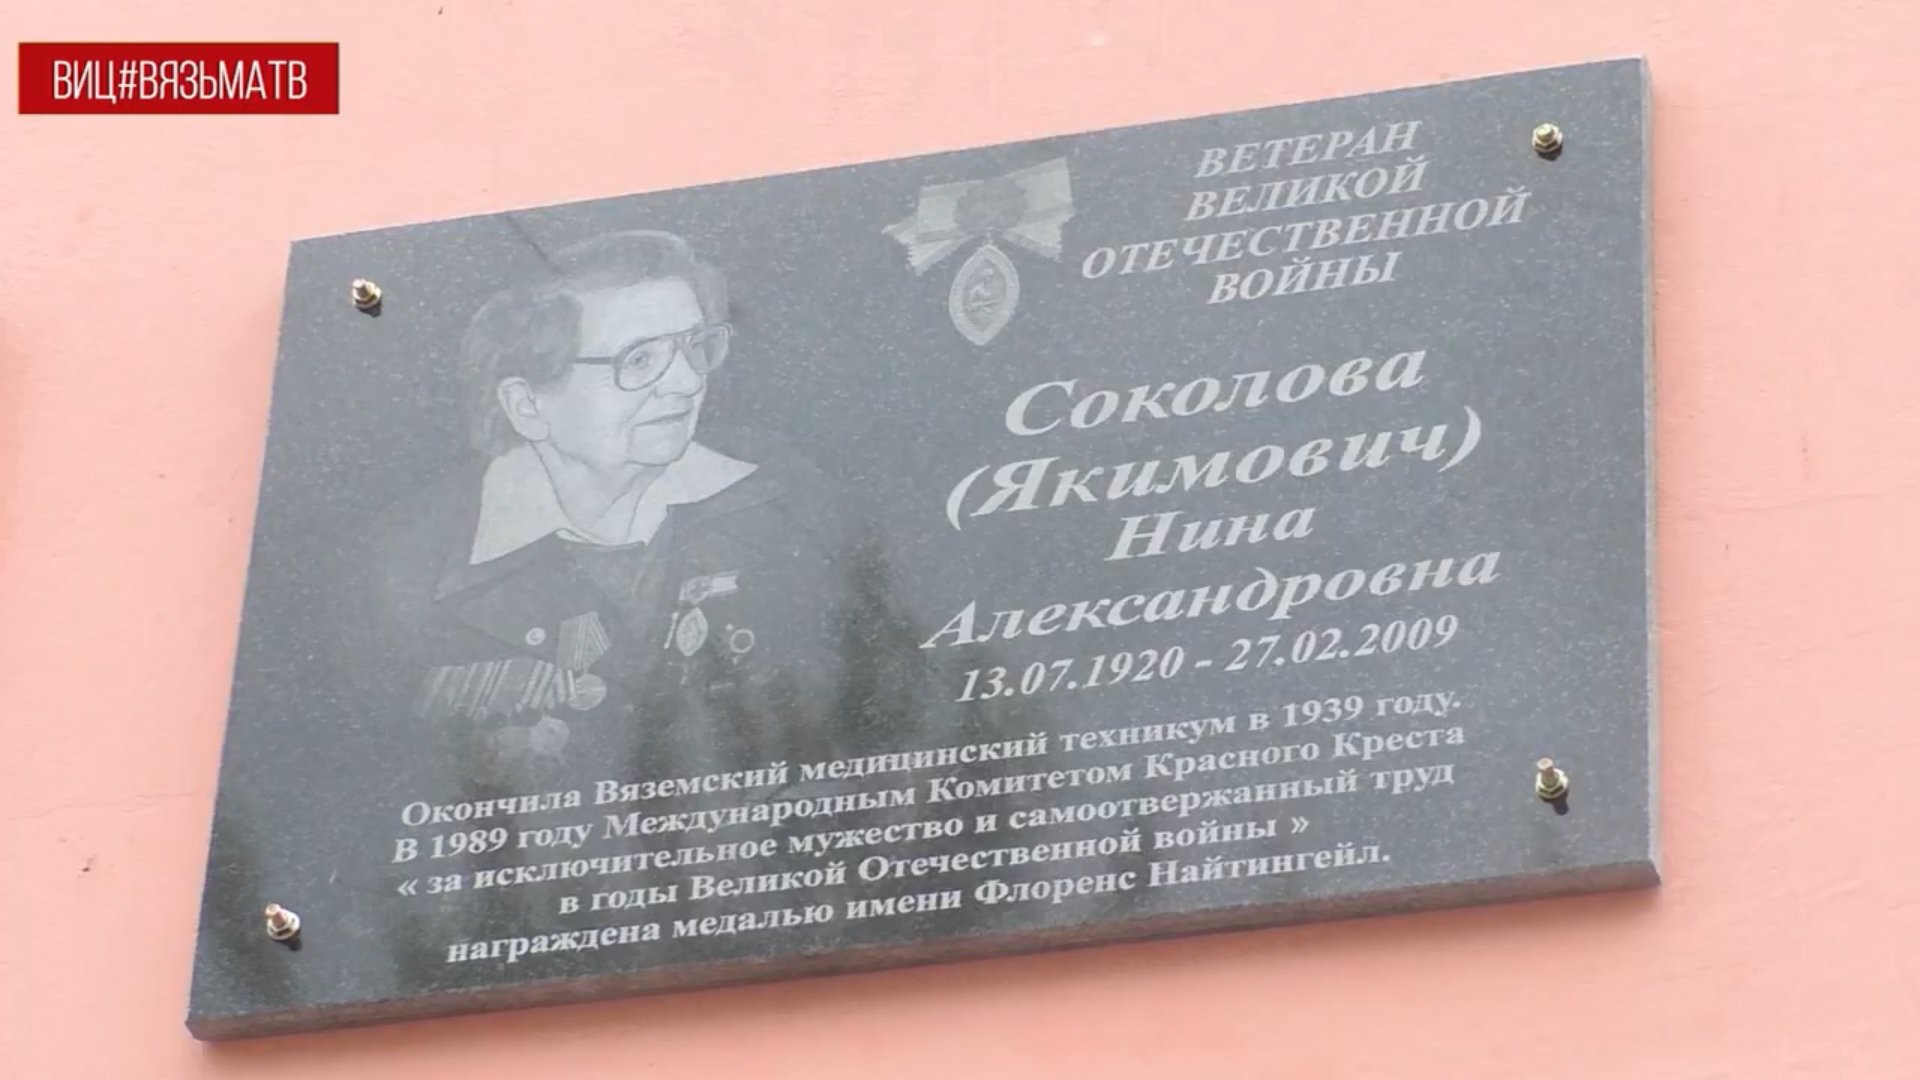 ВИЦ#ВЯЗЬМАТВ
ВЕТЕРАН
ВЕЛИКОЙ
ОТЕЧЕСТВЕННОЙ
ВОЙНЫ
Соколова
(Якимович)
Нина
Александровна
13.07.1920 - 27.02.2009
Окончила Вяземский медицинский техникум в 1939 году.
В 1989 году Международным Комитетом Красного Креста
« за исключительное мужество и самоотвержанный труд
в годы Великой Отечественной войны »
награждена медалью имени Флоренс Найтингейл.